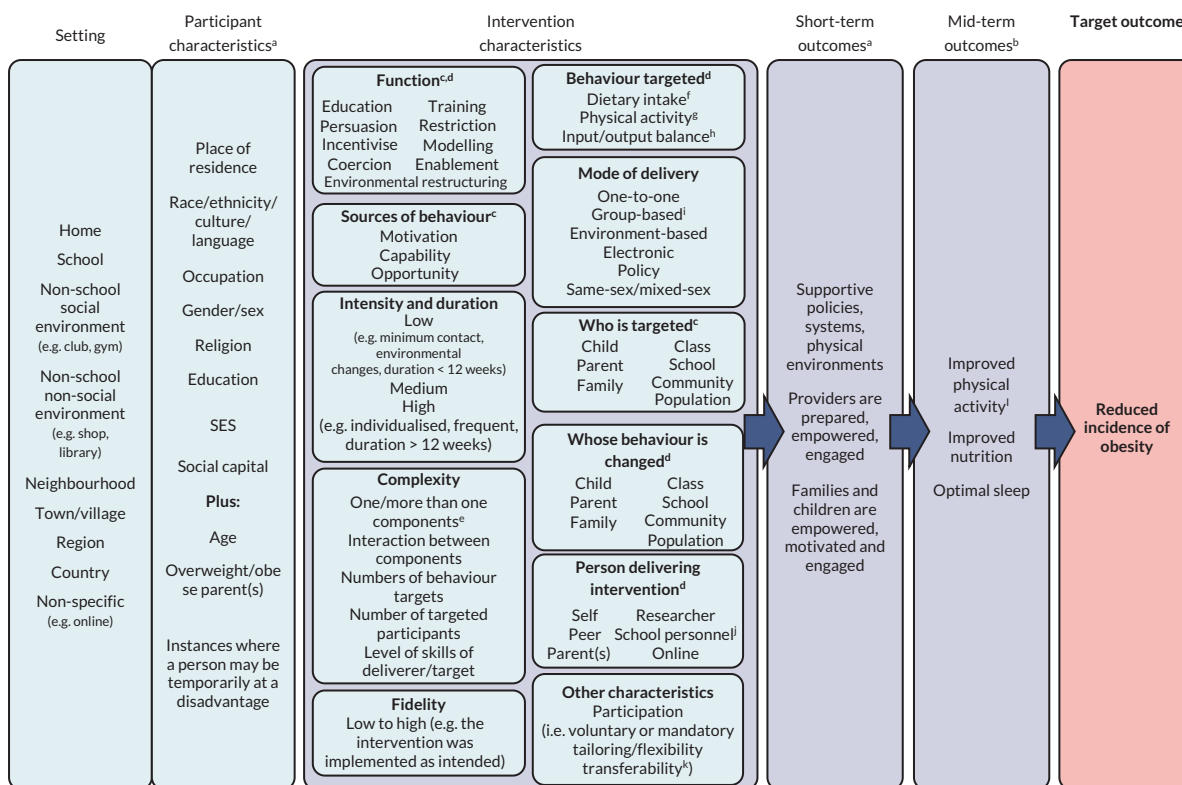 Setting
Participant
characteristicsᵃ
Intervention
characteristics
Short-term
outcomesᵃ
Mid-term
outcomesᵇ
Target outcome
Home
School
Non-school
social
environment
(e.g. club, gym)
Non-school
non-social
environment
(e.g. shop,
library)
Neighbourhood
Town/village
Region
Country
Non-specific
(e.g. online)
Place of
residence
Race/ethnicity/
culture/
language
Occupation
Gender/sex
Religion
Education
SES
Social capital
Plus:
Age
Overweight/obe
se parent(s)
Instances where
a person may be
temporarily at a
disadvantage
Functionᶜ,ᵈ
Education Training
Persuasion Restriction
Incentivise Modelling
Coercion Enablement
Environmental restructuring
Sources of behaviourᶜ
Motivation
Capability
Opportunity
Intensity and duration
Low
(e.g. minimum contact,
environmental
changes, duration < 12 weeks)
Medium
High
(e.g. individualised, frequent,
duration > 12 weeks)
Complexity
One/more than one
componentsᵉ
Interaction between
components
Numbers of behaviour
targets
Number of targeted
participants
Level of skills of
deliverer/target
Fidelity
Low to high (e.g. the
intervention was
implemented as intended)
Behaviour targetedᵈ
Dietary intakeᶠ
Physical activityᵍ
Input/output balanceʰ
Mode of delivery
One-to-one
Group-basedⁱ
Environment-based
Electronic
Policy
Same-sex/mixed-sex
Who is targetedᶜ
Child Class
Parent School
Family Community
Population
Whose behaviour is
changedᵈ
Child Class
Parent School
Family Community
Population
Person delivering
interventionᵈ
Self Researcher
Peer School personnelʲ
Parent(s) Online
Other characteristics
Participation
(i.e. voluntary or mandatory
tailoring/flexibility
transferabilityᵏ)
Supportive
policies,
systems,
physical
environments
Providers are
prepared,
empowered,
engaged
Families and
children are
empowered,
motivated and
engaged
Improved
physical
activityˡ
Improved
nutrition
Optimal sleep
Reduced
incidence of
obesity